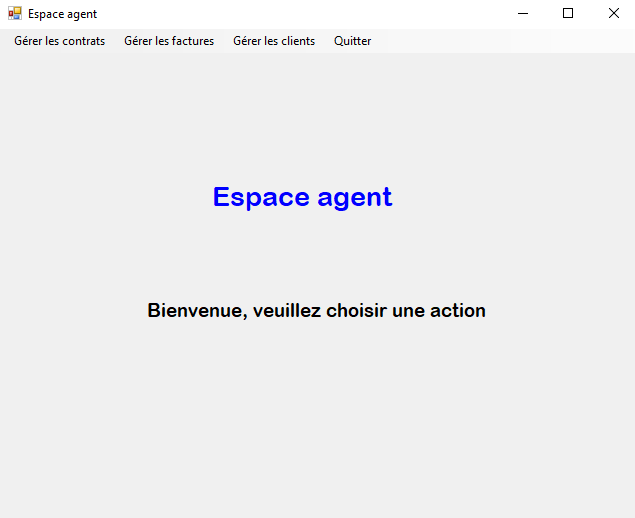 Espace agent
Gérer les contrats Gérer les factures Gérer les clients Quitter
Espace agent
Bienvenue, veuillez choisir une action